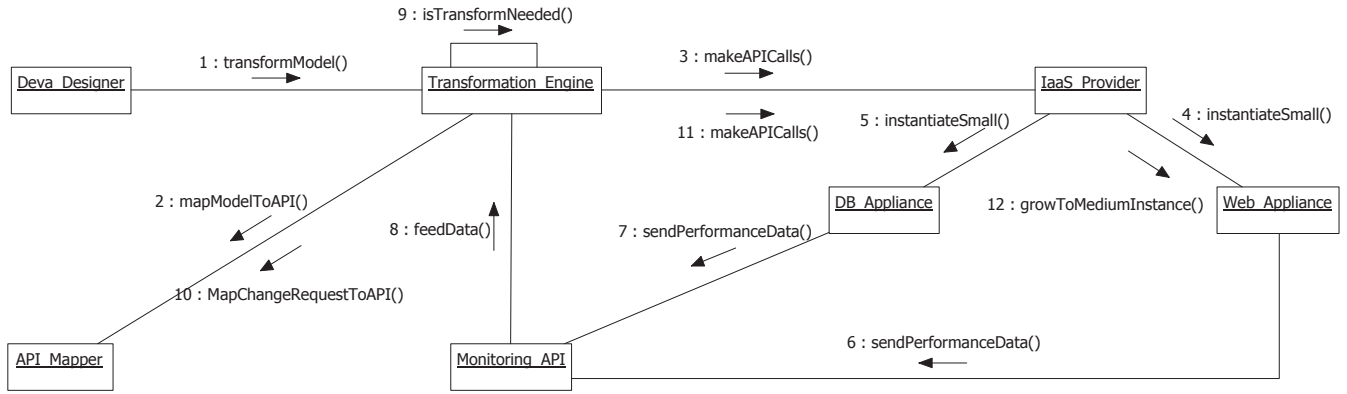 9 : isTransformNeeded()
1 : transformModel()
3 : makeAPICalls()
Deva_Designer
Transformation_Engine
IaaS_Provider
11 : makeAPICalls()
5 : instantiateSmall()
4 : instantiateSmall()
2 : mapModelToAPI()
DB_Appliance
12 : growToMediumInstance()
Web_Appliance
8 : feedData()
7 : sendPerformanceData()
10 : MapChangeRequestToAPI()
6 : sendPerformanceData()
API_Mapper
Monitoring_API